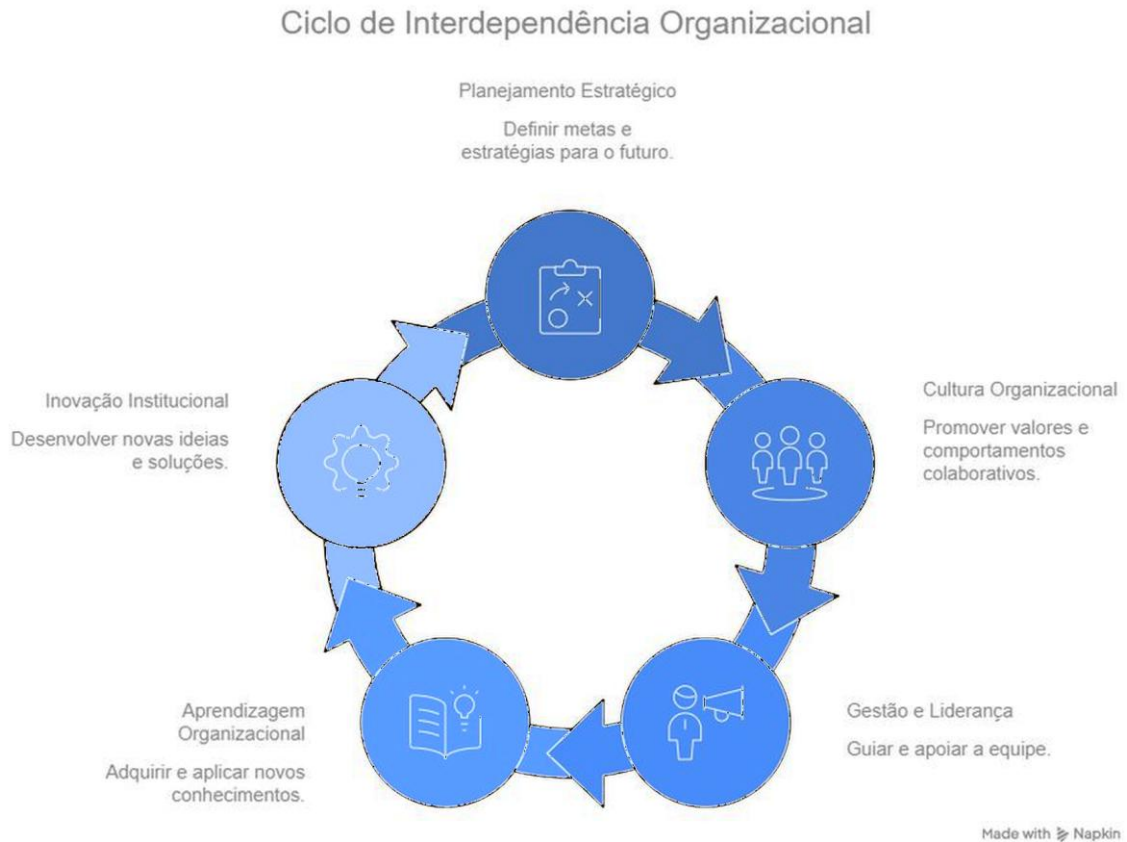 Ciclo de Interdependência Organizacional
Planejamento Estratégico
Definir metas e
estratégias para o futuro.
Cultura Organizacional
Promover valores e
comportamentos
colaborativos.
Gestão e Liderança
Guiar e apoiar a equipe.
Aprendizagem
Organizacional
Adquirir e aplicar novos
conhecimentos.
Inovação Institucional
Desenvolver novas ideias
e soluções.
Made with Napkin